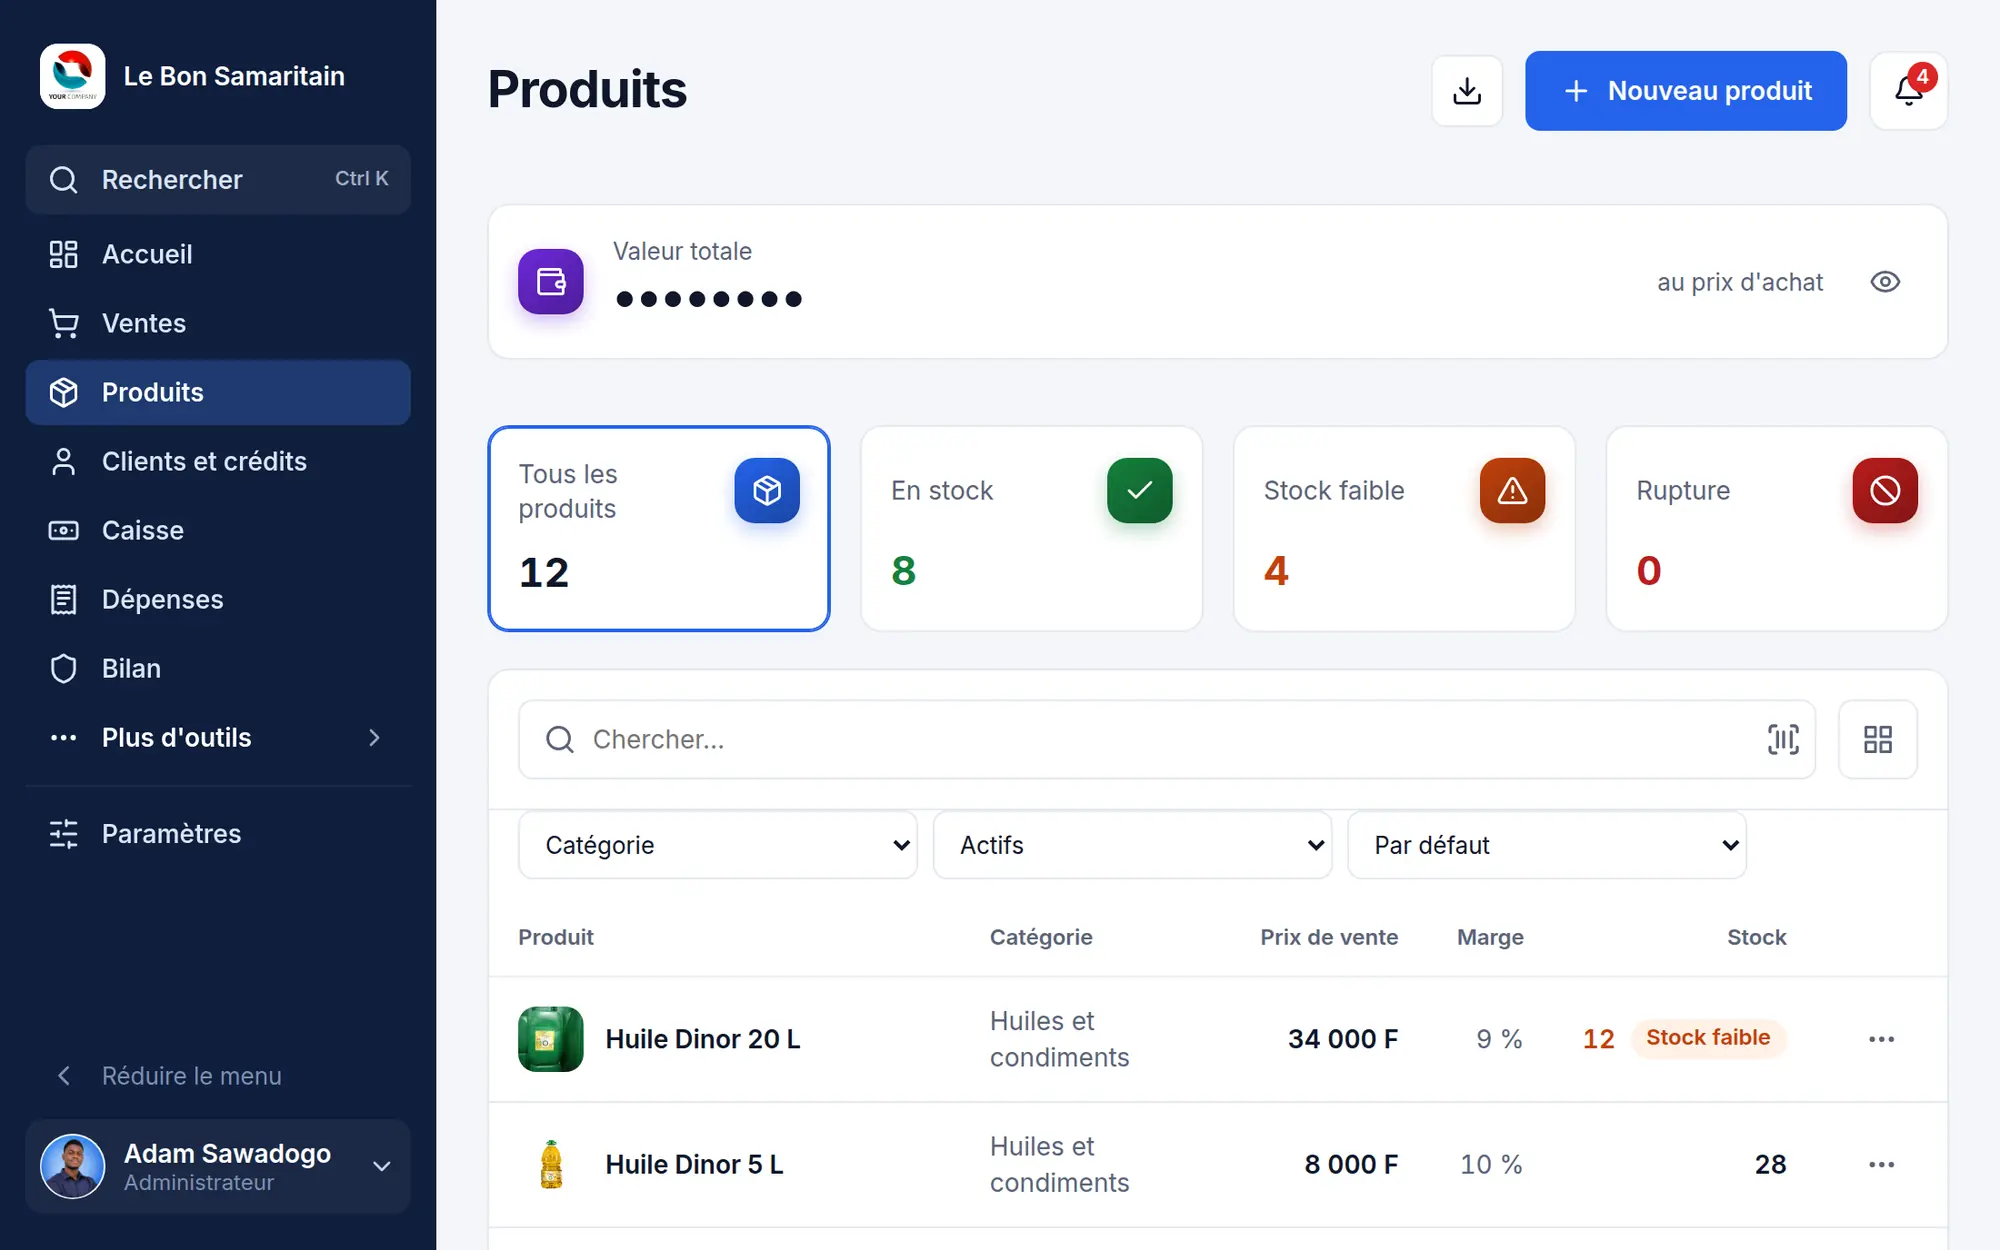 YOUR COMPANY
Le Bon Samaritain
Rechercher Ctrl K
Accueil
Ventes
Produits
Clients et crédits
Caisse
Dépenses
Bilan
Plus d'outils
Paramètres
Réduire le menu
Adam Sawadogo
Administrateur
Produits
Nouveau produit
4
Valeur totale
●●●●●●●●
au prix d'achat
Tous les
produits
12
En stock
8
Stock faible
4
Rupture
0
Chercher...
Catégorie
Actifs
Par défaut
Produit Catégorie Prix de vente Marge Stock
Huile Dinor 20 L Huiles et condiments 34 000 F 9 % 12 Stock faible
Huile Dinor 5 L Huiles et condiments 8 000 F 10 % 28